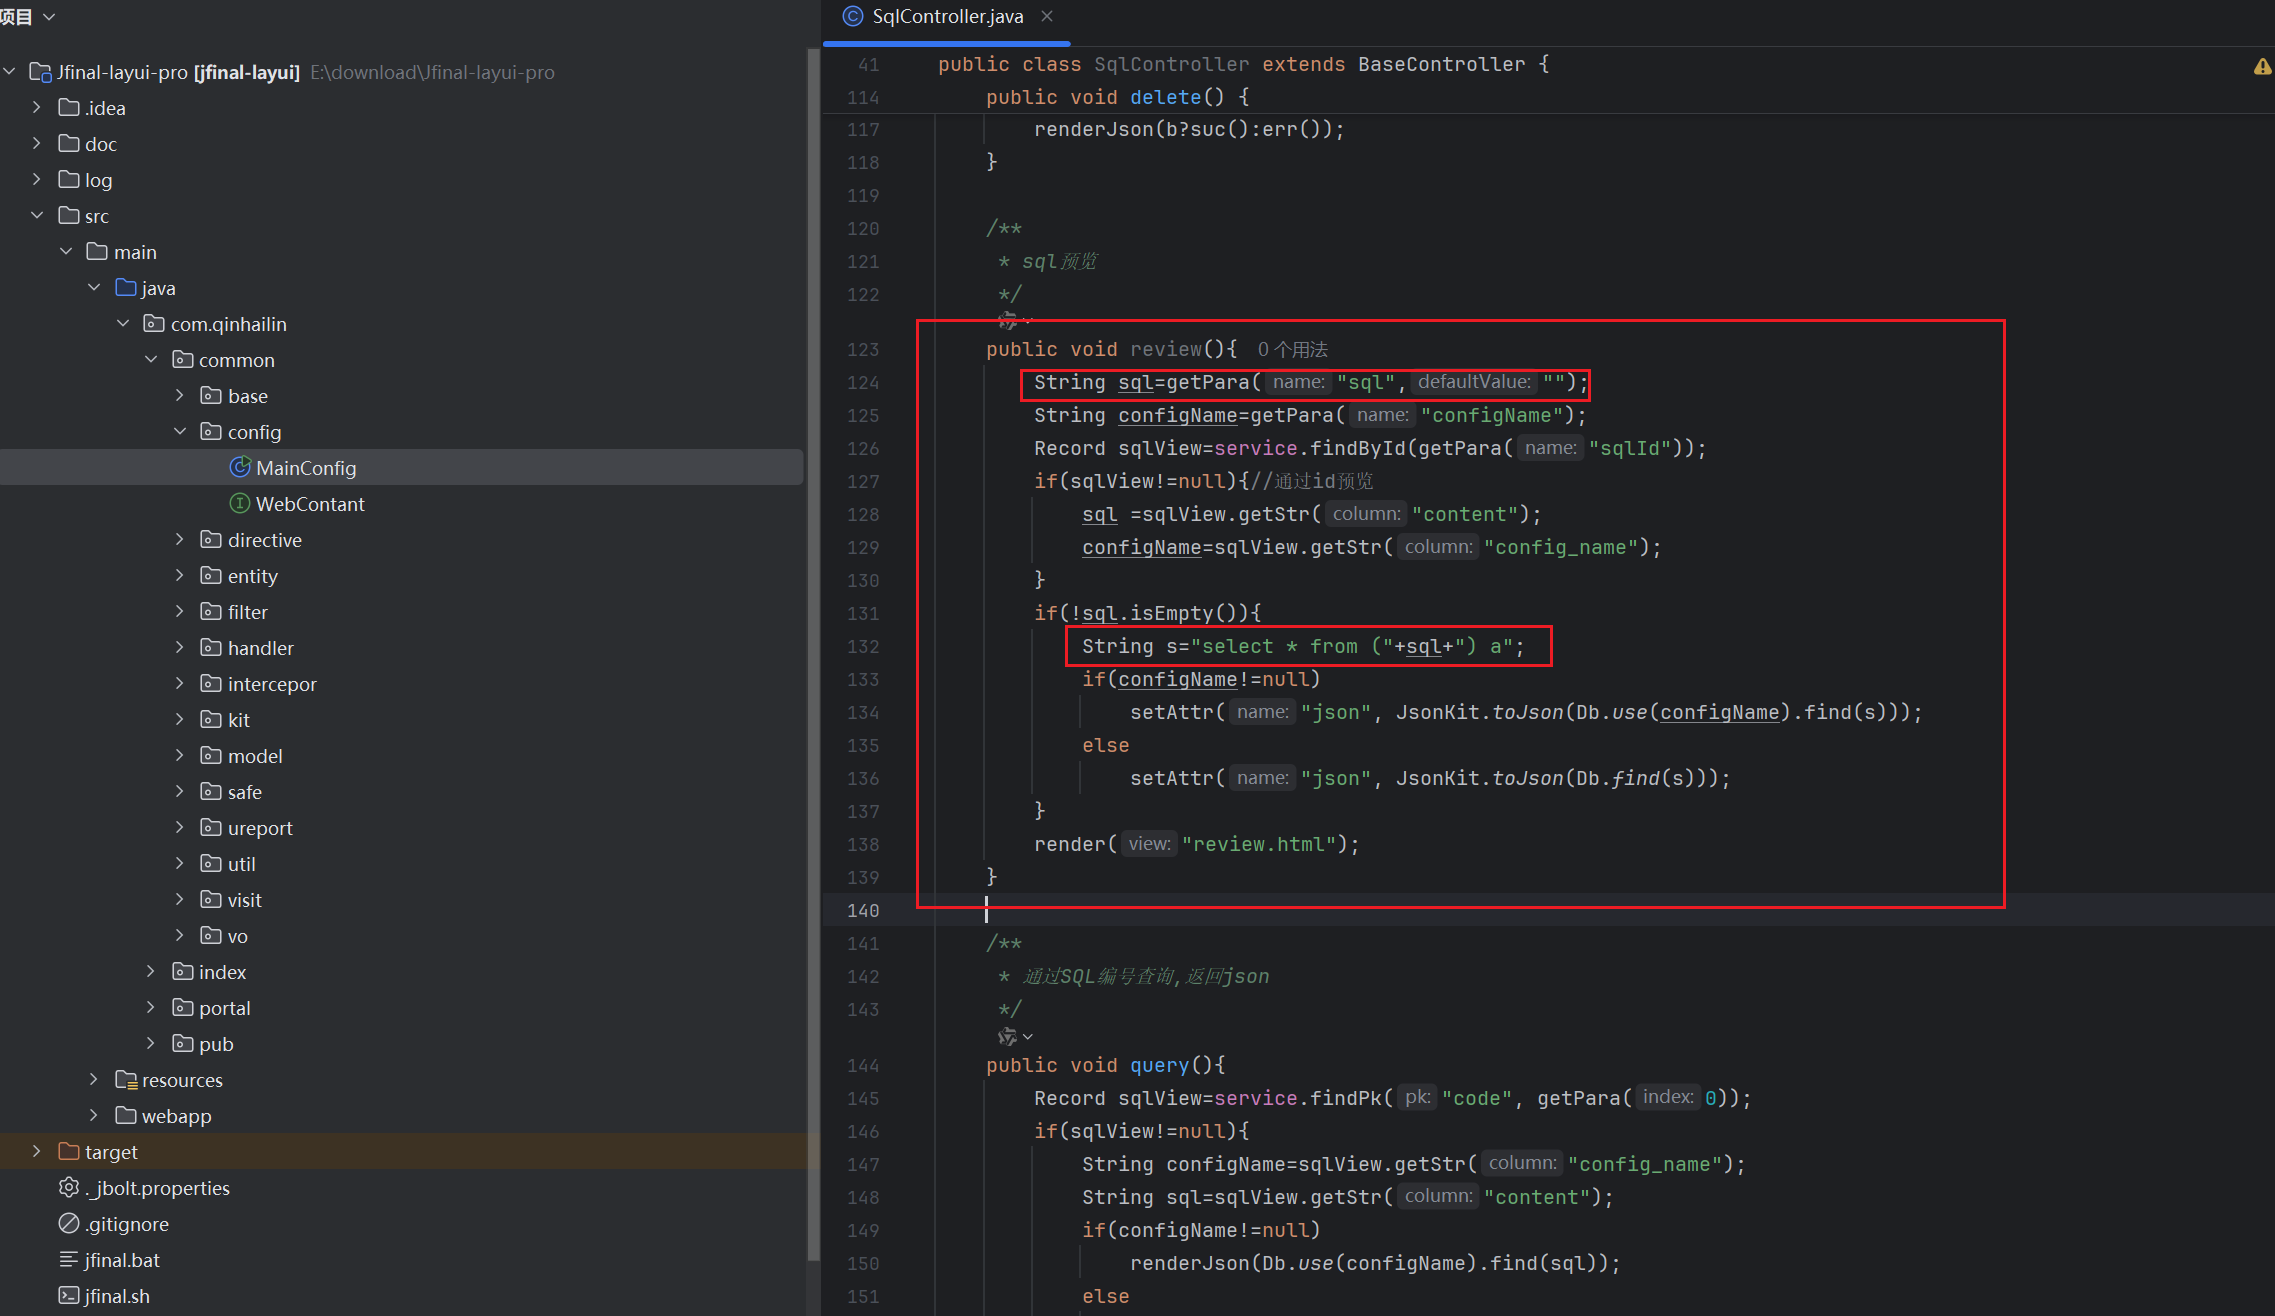 项目
Jfinal-layui-pro [jfinal-layui] E:\download\Jfinal-layui-pro
.idea
doc
log
src
main
java
com.qinhailin
common
base
config
MainConfig
WebContant
directive
entity
filter
handler
intercepor
kit
model
safe
ureport
util
visit
vo
index
portal
pub
resources
webapp
target
._jbolt.properties
.gitignore
jfinal.bat
jfinal.sh
SqlController.java
41 public class SqlController extends BaseController {
114 public void delete() {
117 renderJson(b?suc():err());
118 }
119
120 /**
121 * sql预览
122 */
123 public void review(){ 0 个用法
124 String sql=getPara( name: "sql", defaultValue: "");
125 String configName=getPara( name: "configName");
126 Record sqlView=service.findById(getPara( name: "sqlId"));
127 if(sqlView!=null){//通过id预览
128 sql =sqlView.getStr( column: "content");
129 configName=sqlView.getStr( column: "config_name");
130 }
131 if(!sql.isEmpty()){
132 String s="select * from ("+sql+") a";
133 if(configName!=null)
134 setAttr( name: "json", JsonKit.toJson(Db.use(configName).find(s)));
135 else
136 setAttr( name: "json", JsonKit.toJson(Db.find(s)));
137 }
138 render( view: "review.html");
139 }
140
141 /**
142 * 通过SQL编号查询,返回json
143 */
144 public void query(){
145 Record sqlView=service.findPk( pk: "code", getPara( index: 0));
146 if(sqlView!=null){
147 String configName=sqlView.getStr( column: "config_name");
148 String sql=sqlView.getStr( column: "content");
149 if(configName!=null)
150 renderJson(Db.use(configName).find(sql));
151 else